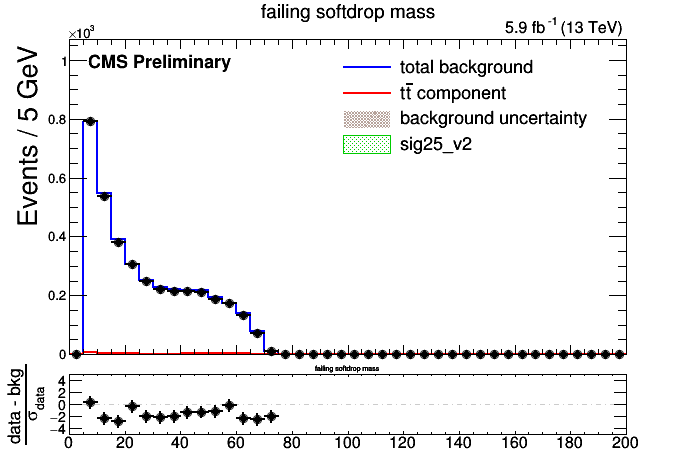 failing softdrop mass
×10³
5.9 fb⁻¹ (13 TeV)
CMS Preliminary
total background
tt̄ component
background uncertainty
sig25_v2
Events / 5 GeV
1
0.8
0.6
0.4
0.2
0
failing softdrop mass
data - bkg
σdata
4
2
0
−2
−4
0 20 40 60 80 100 120 140 160 180 200